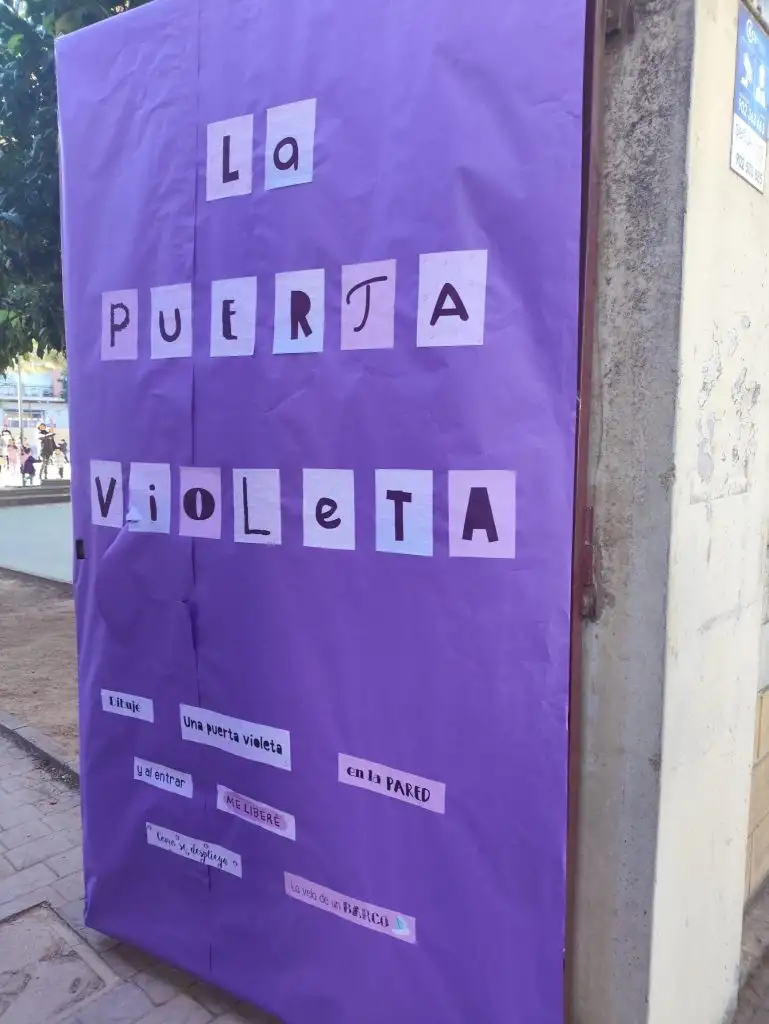 La
PUERTA
VioLeTA
Dibujé
Una puerta violeta
en la PARED
y al entrar
ME LIBERÉ
Como se despliega
La vela de un BARCO